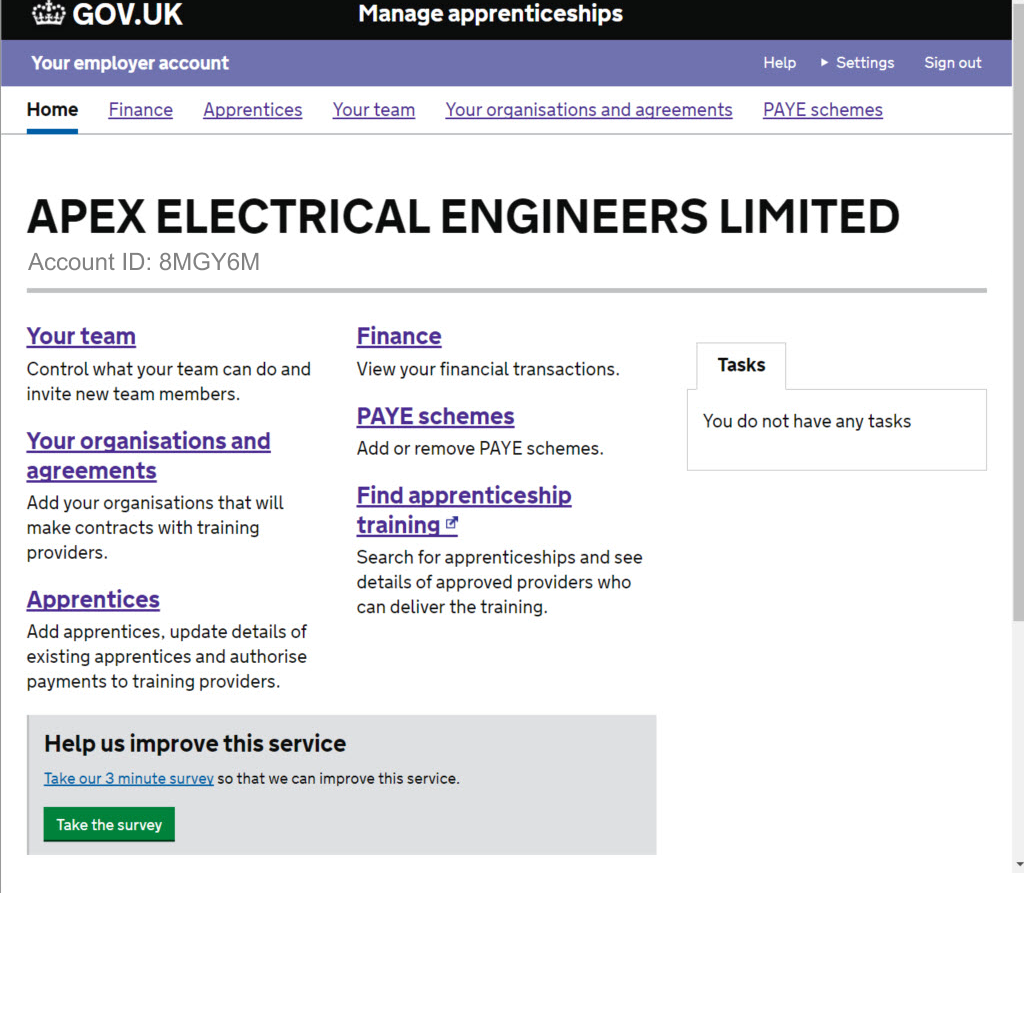 GOV.UK Manage apprenticeships
Your employer account Help Settings Sign out
Home Finance Apprentices Your team Your organisations and agreements PAYE schemes
APEX ELECTRICAL ENGINEERS LIMITED
Account ID: 8MGY6M
Your team
Control what your team can do and
invite new team members.
Your organisations and
agreements
Add your organisations that will
make contracts with training
providers.
Apprentices
Add apprentices, update details of
existing apprentices and authorise
payments to training providers.
Finance
View your financial transactions.
PAYE schemes
Add or remove PAYE schemes.
Find apprenticeship
training
Search for apprenticeships and see
details of approved providers who
can deliver the training.
Tasks
You do not have any tasks
Help us improve this service
Take our 3 minute survey so that we can improve this service.
Take the survey